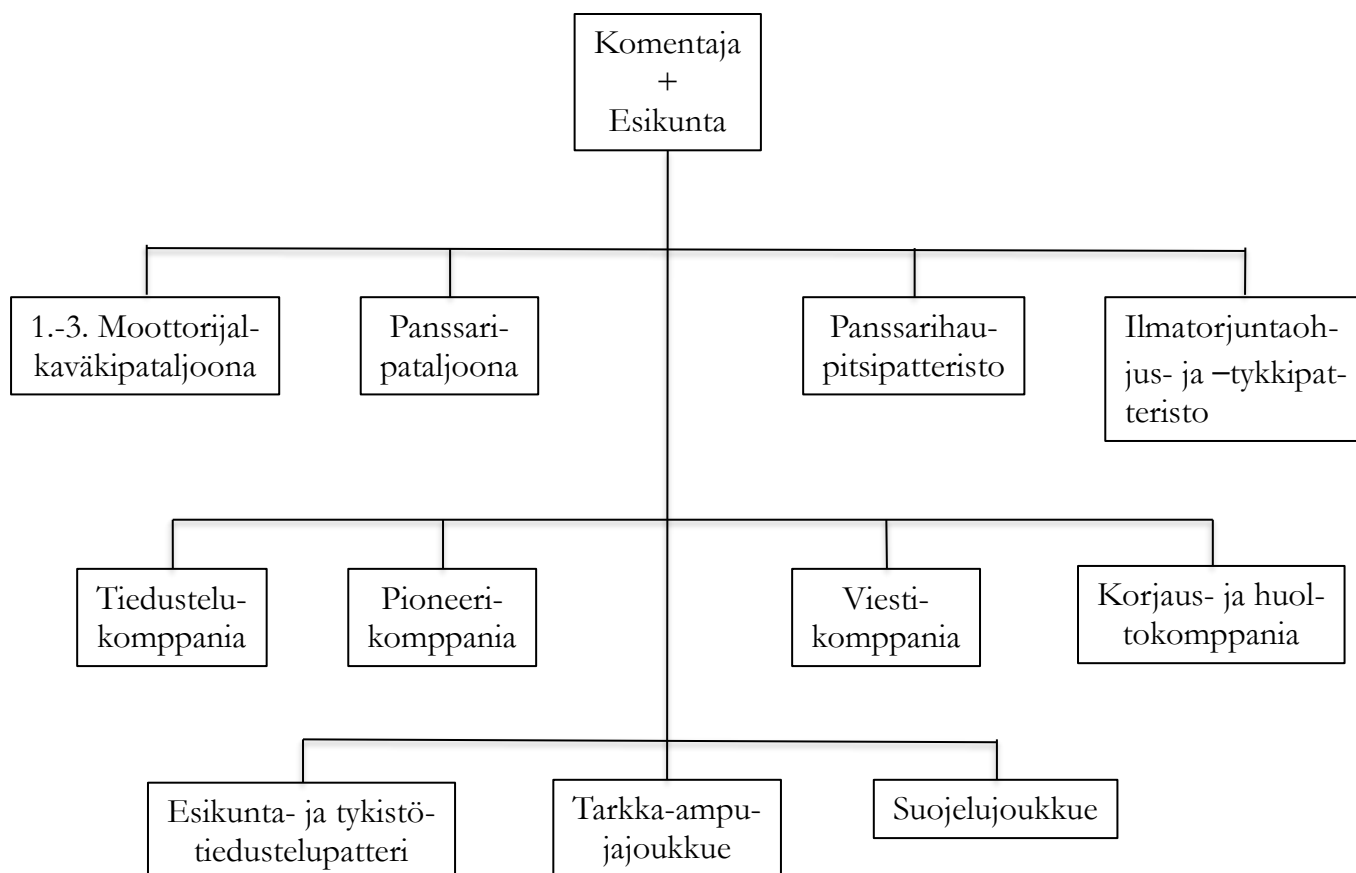 Komentaja
+
Esikunta
1.-3. Moottorijal-
kaväkipataljoona
Panssari-
pataljoona
Panssarihau-
pitsipatteristo
Ilmatorjuntaoh-
jus- ja –tykkipat-
teristo
Tiedustelu-
komppania
Pioneeri-
komppania
Viesti-
komppania
Korjaus- ja huol-
tokomppania
Esikunta- ja tykistö-
tiedustelupatteri
Tarkka-ampu-
jajoukkue
Suojelujoukkue